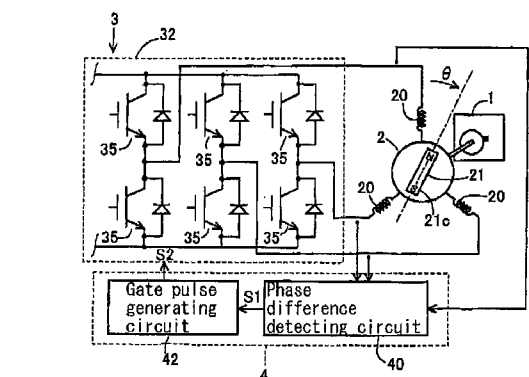 3
32
θ
1
20
2
35
35
35
20
20
21
21c
35
35
35
S2
Gate pulse
generating
circuit
S1
Phase
difference
detecting circuit
42
40
4